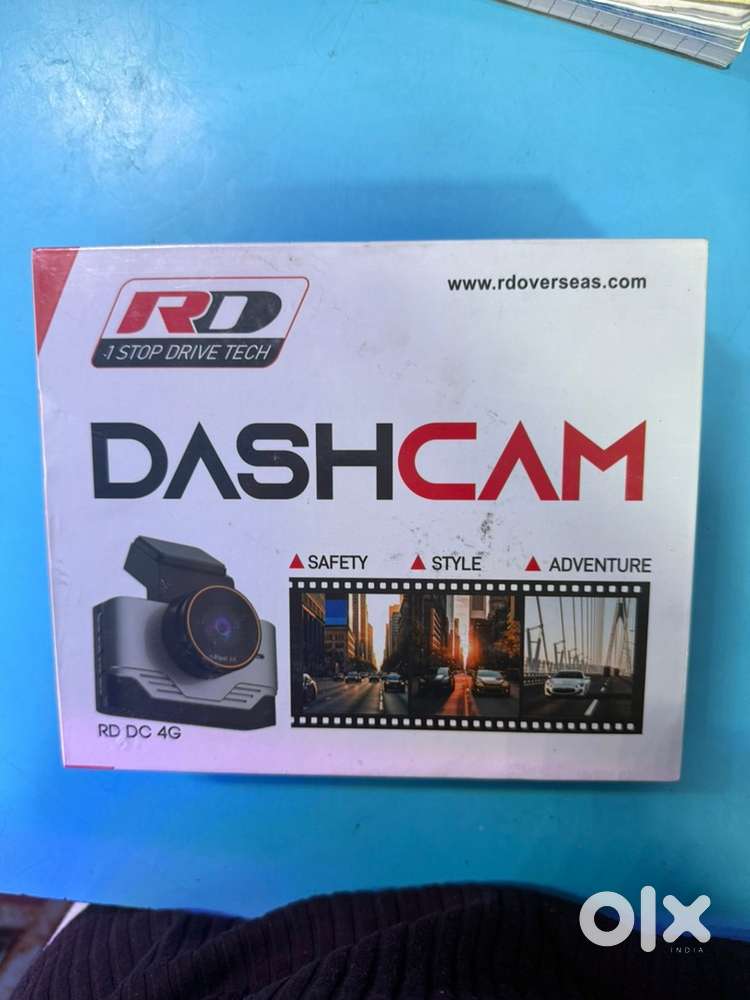 RD
1 STOP DRIVE TECH
www.rdoverseas.com
DASHCAM
SAFETY
STYLE
ADVENTURE
RD DC 4G
olx
INDIA